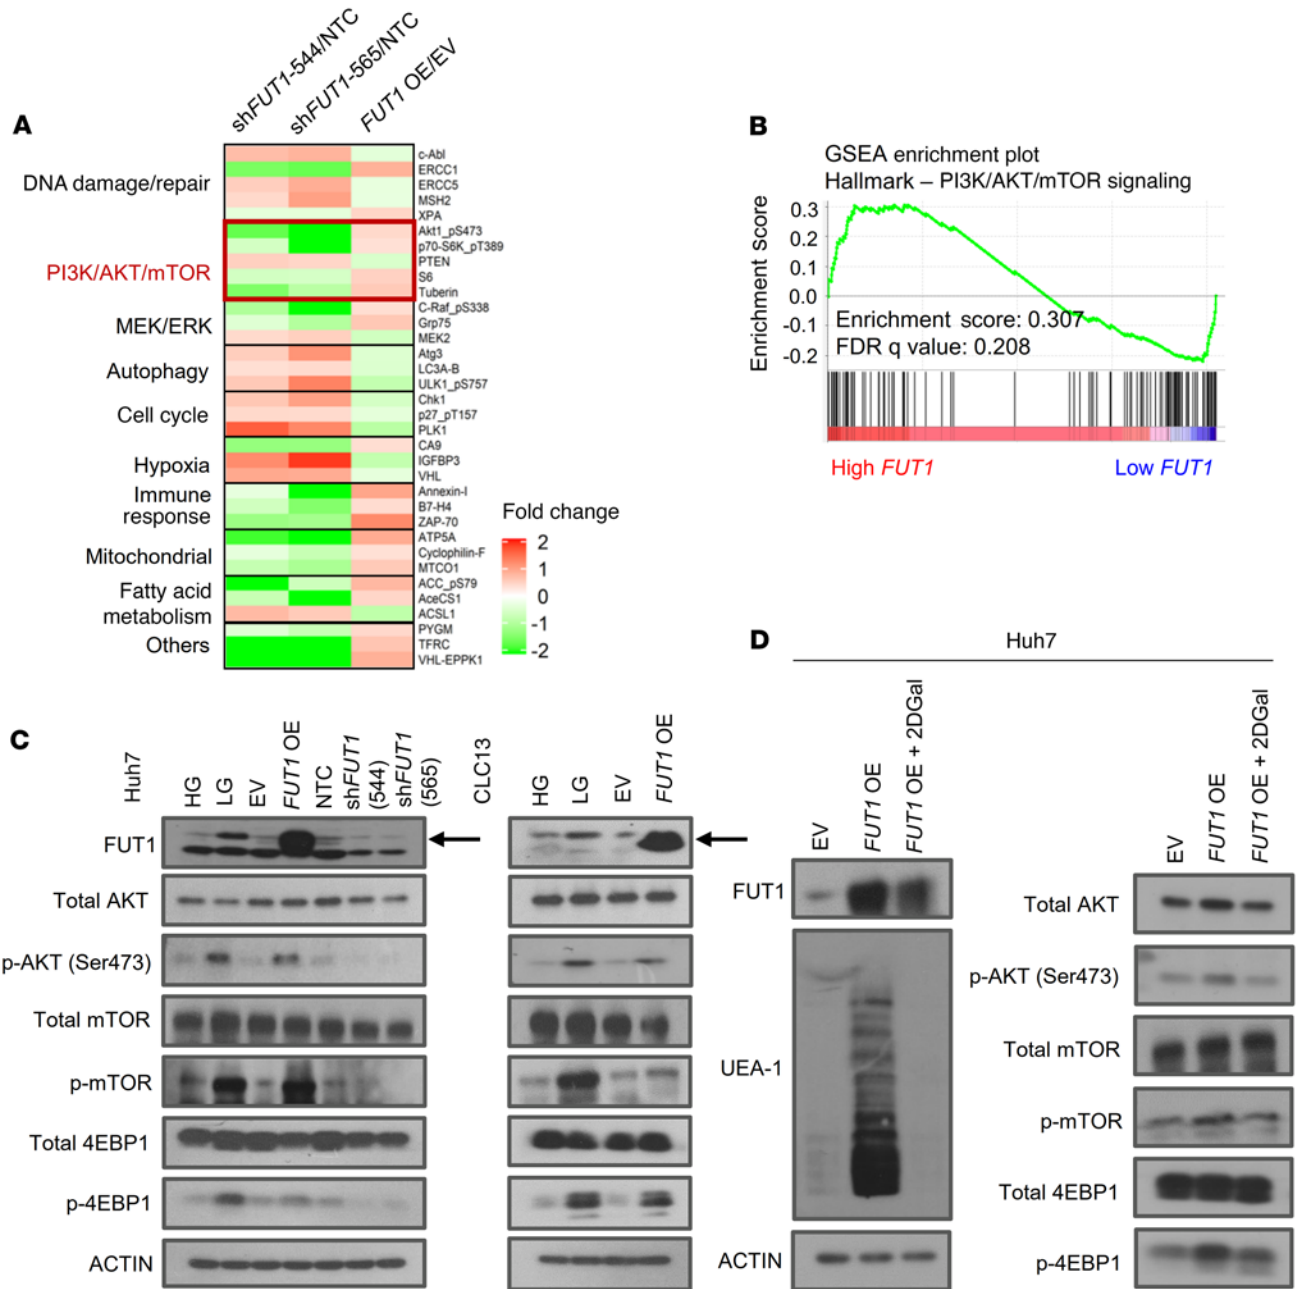 shFUT1-544/NTC
shFUT1-565/NTC
FUT1 OE/EV
A
DNA damage/repair
PI3K/AKT/mTOR
MEK/ERK
Autophagy
Cell cycle
Hypoxia
Immune
response
Mitochondrial
Fatty acid
metabolism
Others
c-Abl
ERCC1
ERCC5
MSH2
XPA
Akt1_pS473
p70-S6K_pT389
PTEN
S6
Tuberin
C-Raf_pS338
Grp75
MEK2
Atg3
LC3A-B
ULK1_pS757
Chk1
p27_pT157
PLK1
CA9
IGFBP3
VHL
Annexin-I
B7-H4
ZAP-70
ATP5A
Cyclophilin-F
MTCO1
ACC_pS79
AceCS1
ACSL1
PYGM
TFRC
VHL-EPPK1
Fold change
2
1
0
-1
-2
B
GSEA enrichment plot
Hallmark – PI3K/AKT/mTOR signaling
Enrichment score
0.3
0.2
0.1
0.0
-0.1
-0.2
Enrichment score: 0.307
FDR q value: 0.208
High FUT1
Low FUT1
C
Huh7
HG
LG
EV
FUT1 OE
NTC
shFUT1
(544)
shFUT1
(565)
CLC13
HG
LG
EV
FUT1 OE
FUT1
Total AKT
p-AKT (Ser473)
Total mTOR
p-mTOR
Total 4EBP1
p-4EBP1
ACTIN
D
Huh7
EV
FUT1 OE
FUT1 OE + 2DGal
FUT1
UEA-1
ACTIN
EV
FUT1 OE
FUT1 OE + 2DGal
Total AKT
p-AKT (Ser473)
Total mTOR
p-mTOR
Total 4EBP1
p-4EBP1